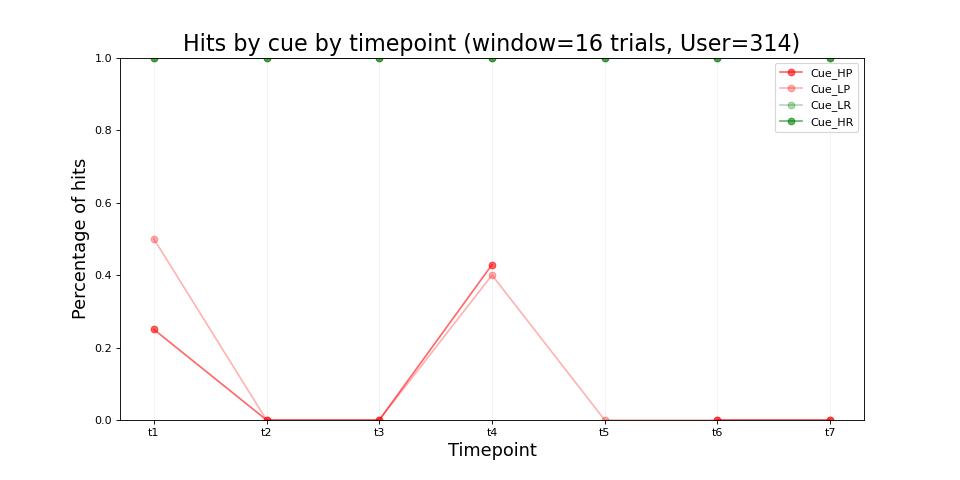 Hits by cue by timepoint (window=16 trials, User=314)
Percentage of hits
1.0
0.8
0.6
0.4
0.2
0.0
Cue_HP
Cue_LP
Cue_LR
Cue_HR
t1 t2 t3 t4 t5 t6 t7
Timepoint